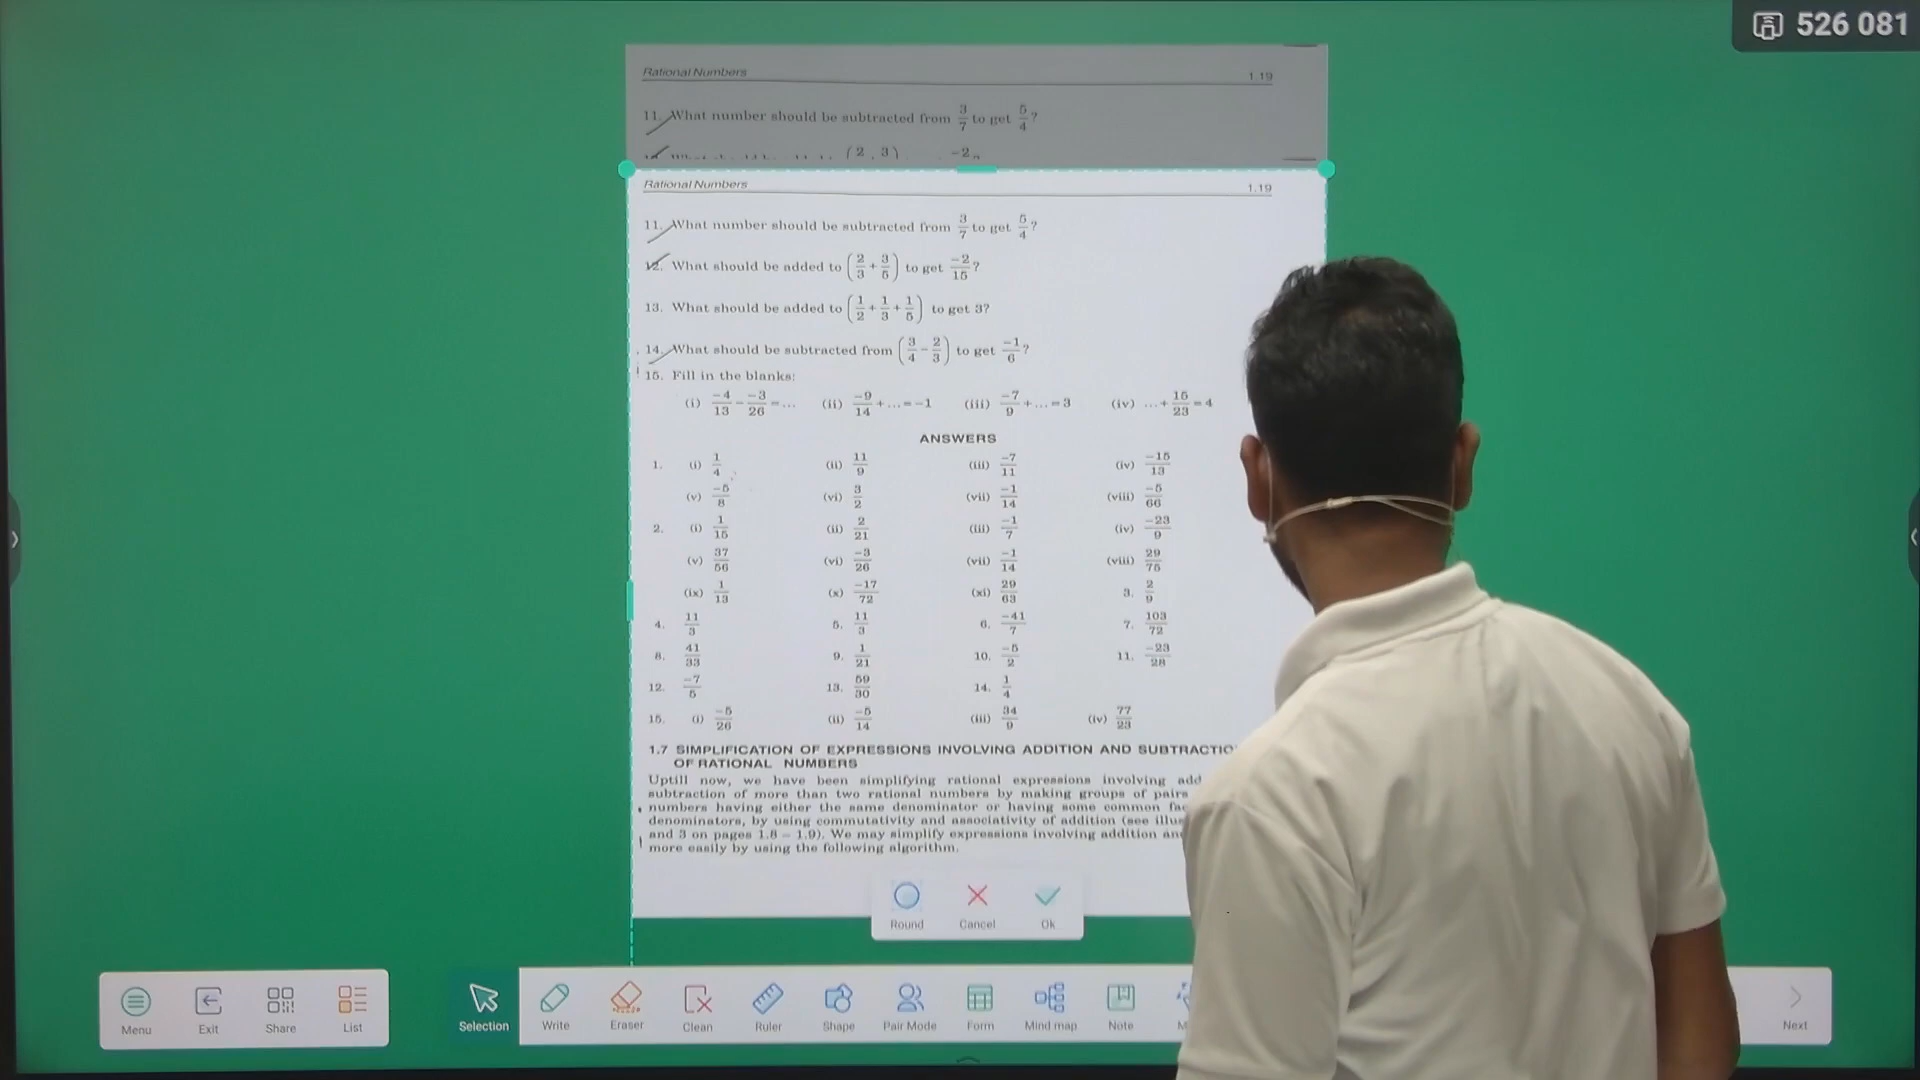 526 081
Rational Numbers 1.19
11. What number should be subtracted from 3/7 to get 5/4?
(2 3) -2
Rational Numbers 1.19
11. What number should be subtracted from 3/7 to get 5/4?
12. What should be added to (2/3 + 3/5) to get -2/15?
13. What should be added to (1/2 + 1/3 + 1/5) to get 3?
14. What should be subtracted from (3/4 - 2/3) to get -1/6?
15. Fill in the blanks:
(i) -4/13 - -3/26 = ... (ii) -9/14 + ... = -1 (iii) -7/9 + ... = 3 (iv) ... + 15/23 = 4
ANSWERS
1. (i) 1/4 (ii) 11/9 (iii) -7/11 (iv) -15/13
(v) -5/8 (vi) 3/2 (vii) -1/14 (viii) -5/66
2. (i) 1/15 (ii) 2/21 (iii) -1/7 (iv) -23/9
(v) 37/56 (vi) -3/26 (vii) -1/14 (viii) 29/75
(ix) 1/13 (x) -17/72 (xi) 29/63 3. 2/9
4. 11/3 5. 11/3 6. -41/7 7. 103/72
8. 41/33 9. 1/21 10. -5/2 11. -23/28
12. -7/5 13. 59/30 14. 1/4
15. (i) -5/26 (ii) -5/14 (iii) 34/9 (iv) 77/23
1.7 SIMPLIFICATION OF EXPRESSIONS INVOLVING ADDITION AND SUBTRACTIO
OF RATIONAL NUMBERS
Uptill now, we have been simplifying rational expressions involving add
subtraction of more than two rational numbers by making groups of pairs
numbers having either the same denominator or having some common fac
denominators, by using commutativity and associativity of addition (see illus
and 3 on pages 1.8 – 1.9). We may simplify expressions involving addition an
more easily by using the following algorithm.
Round Cancel Ok
Menu Exit Share List Selection Write Eraser Clean Ruler Shape Pair Mode Form Mind map Note M Next